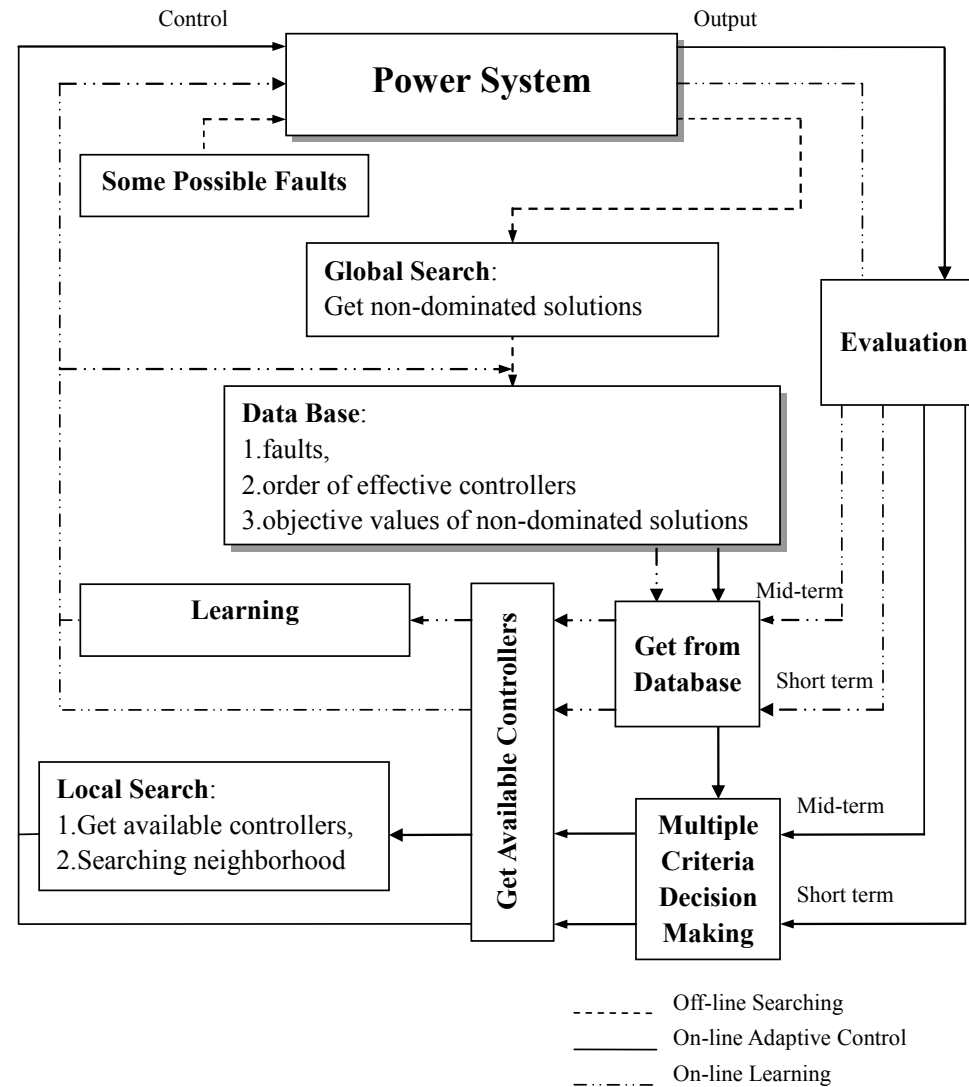 Control
Output
Power System
Some Possible Faults
Global Search:
Get non-dominated solutions
Evaluation
Data Base:
1.faults,
2.order of effective controllers
3.objective values of non-dominated solutions
Mid-term
Learning
Get Available Controllers
Get from
Database
Short term
Local Search:
1.Get available controllers,
2.Searching neighborhood
Multiple
Criteria
Decision
Making
Mid-term
Short term
Off-line Searching
On-line Adaptive Control
On-line Learning